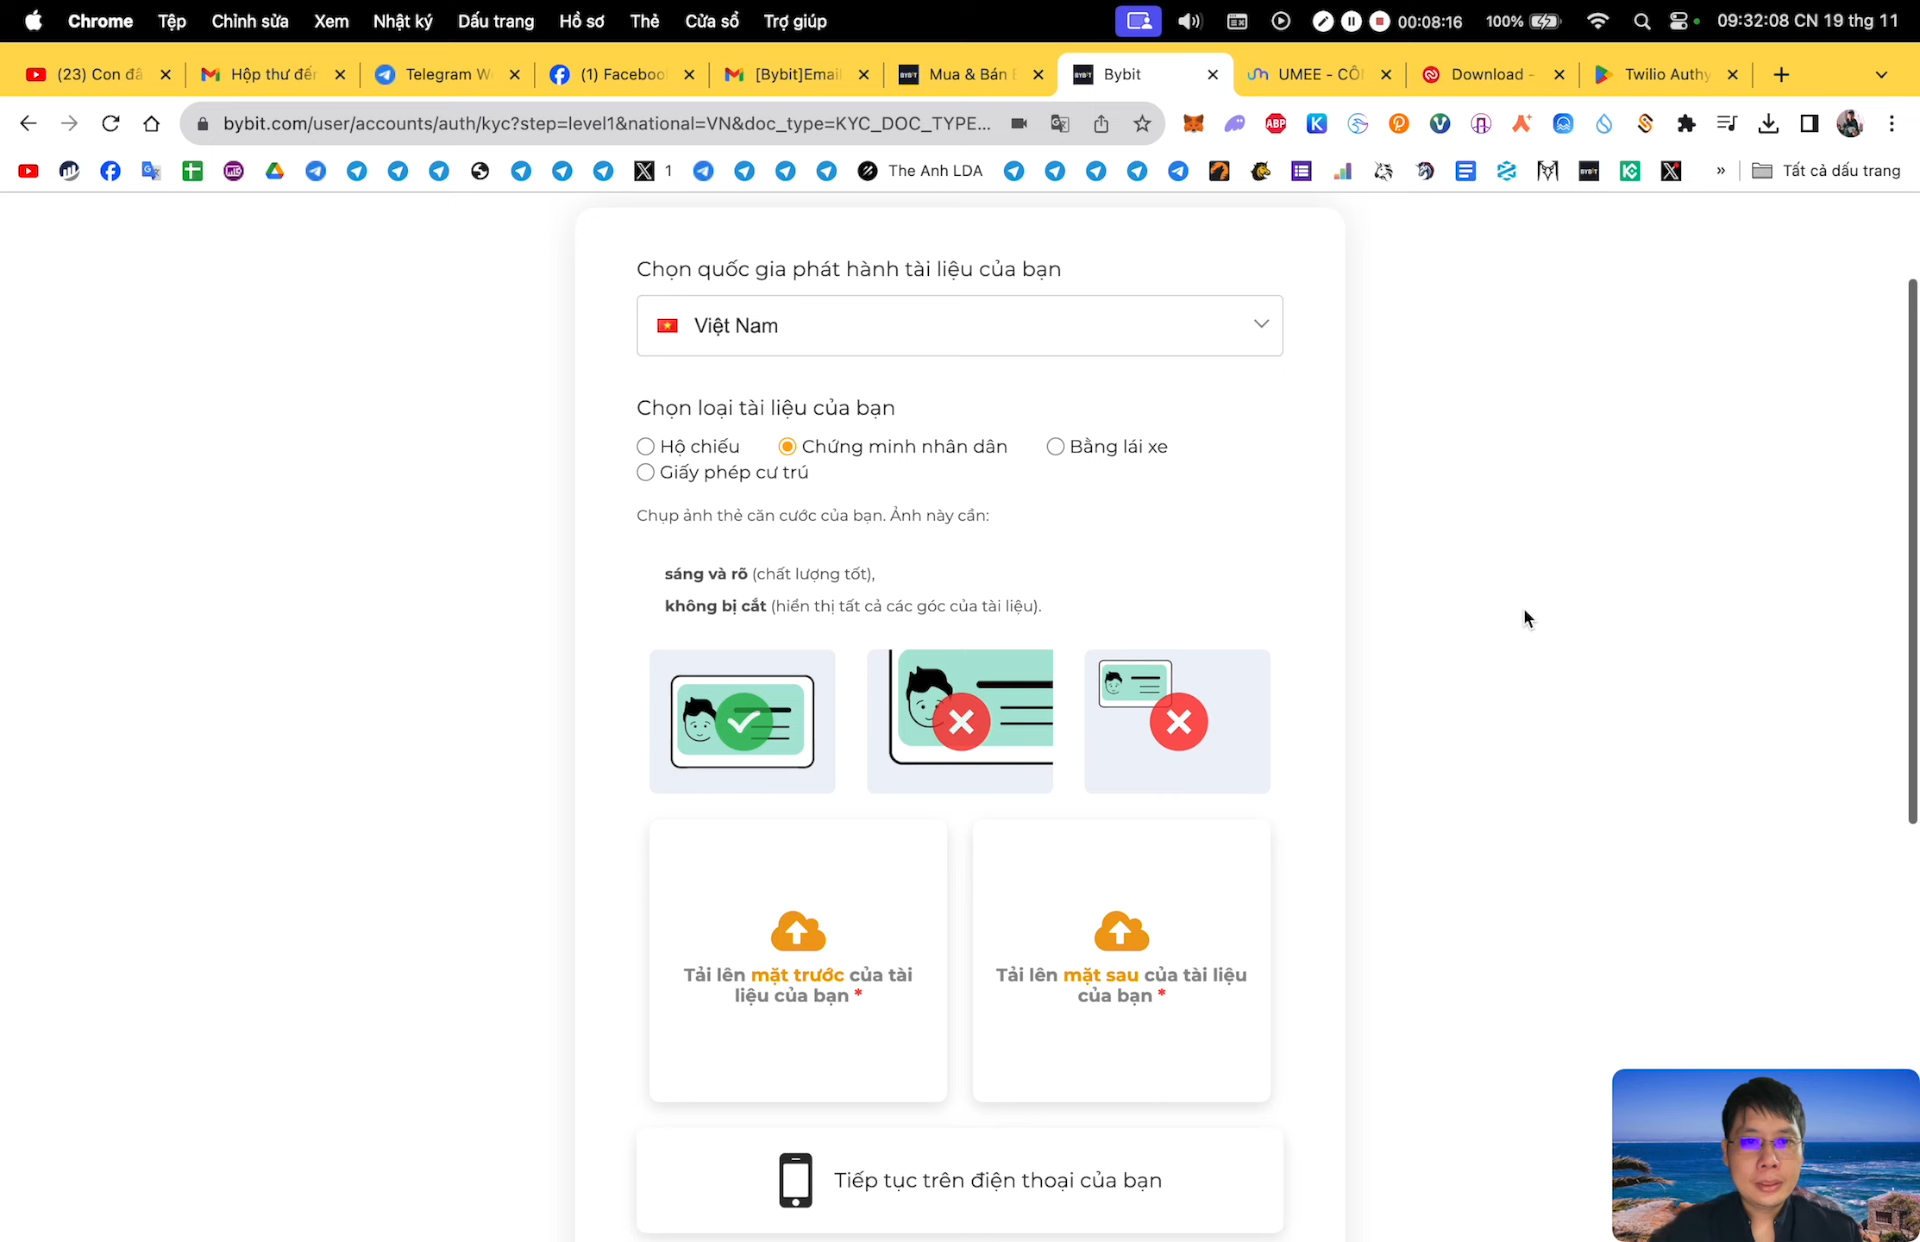 Chrome Tệp Chỉnh sửa Xem Nhật ký Dấu trang Hồ sơ Thẻ Cửa sổ Trợ giúp 00:08:16 100% 09:32:08 CN 19 thg 11
(23) Con đâ Hộp thư đến Telegram W (1) Facebook [Bybit]Email Mua & Bán Bybit UMEE - CÔ Download - Twilio Authy
bybit.com/user/accounts/auth/kyc?step=level1&national=VN&doc_type=KYC_DOC_TYPE...
1 The Anh LDA » Tất cả dấu trang
Chọn quốc gia phát hành tài liệu của bạn
Việt Nam
Chọn loại tài liệu của bạn
Hộ chiếu Chứng minh nhân dân Bằng lái xe
Giấy phép cư trú
Chụp ảnh thẻ căn cước của bạn. Ảnh này cần:
sáng và rõ (chất lượng tốt),
không bị cắt (hiển thị tất cả các góc của tài liệu).
Tải lên mặt trước của tài
liệu của bạn *
Tải lên mặt sau của tài liệu
của bạn *
Tiếp tục trên điện thoại của bạn